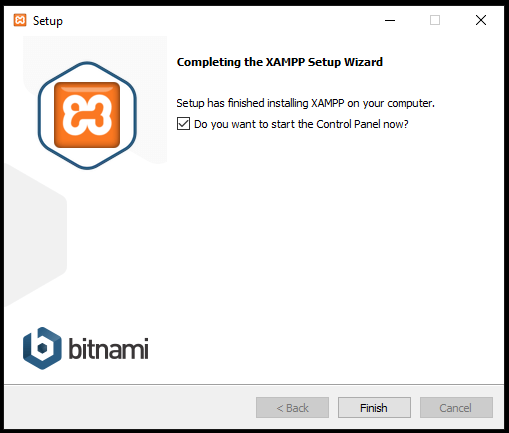 Setup
Completing the XAMPP Setup Wizard
Setup has finished installing XAMPP on your computer.
Do you want to start the Control Panel now?
bitnami
< Back
Finish
Cancel